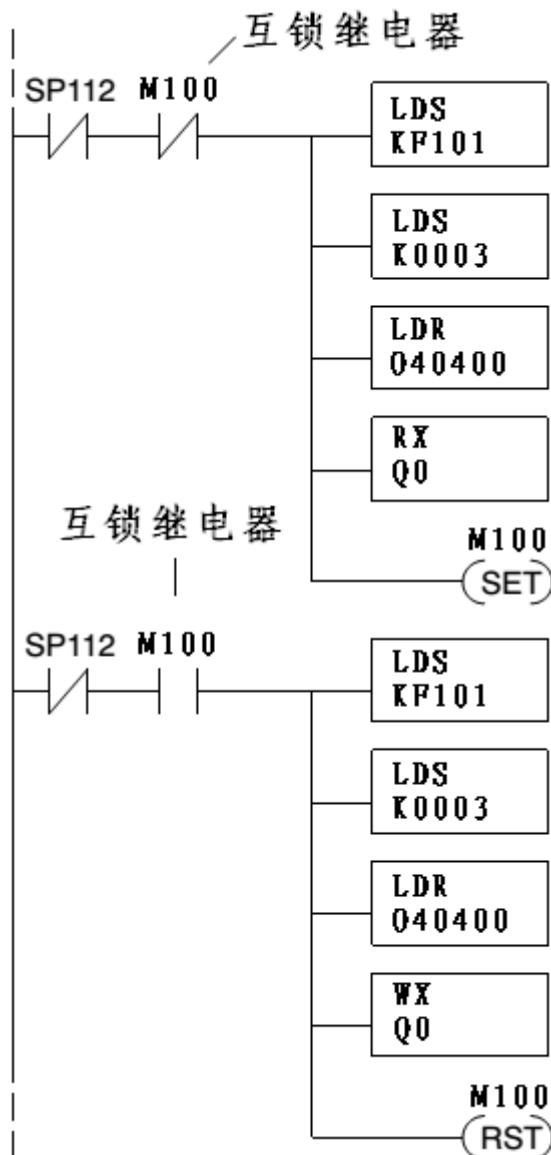 互锁继电器
SP112 M100
LDS
KF101
LDS
K0003
LDR
O40400
RX
Q0
M100
SET
互锁继电器
SP112 M100
LDS
KF101
LDS
K0003
LDR
O40400
WX
Q0
M100
RST